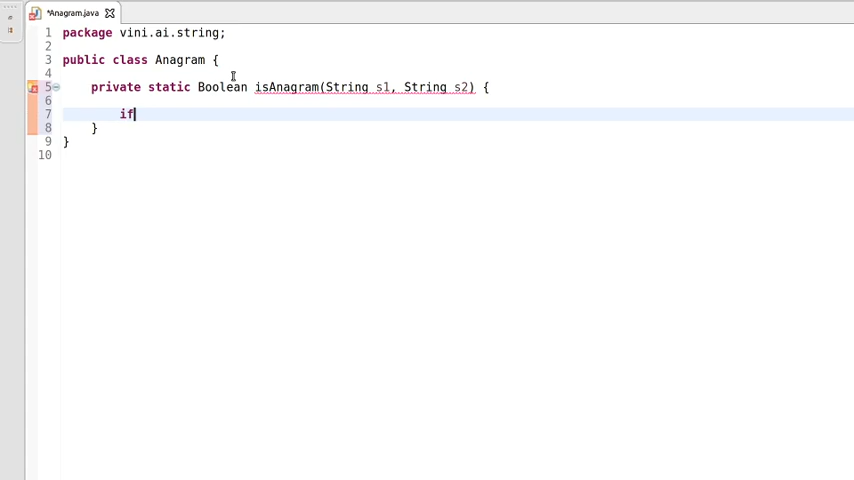 *Anagram.java
1 package vini.ai.string;
2
3 public class Anagram {
4
5 private static Boolean isAnagram(String s1, String s2) {
6
7 if
8 }
9 }
10